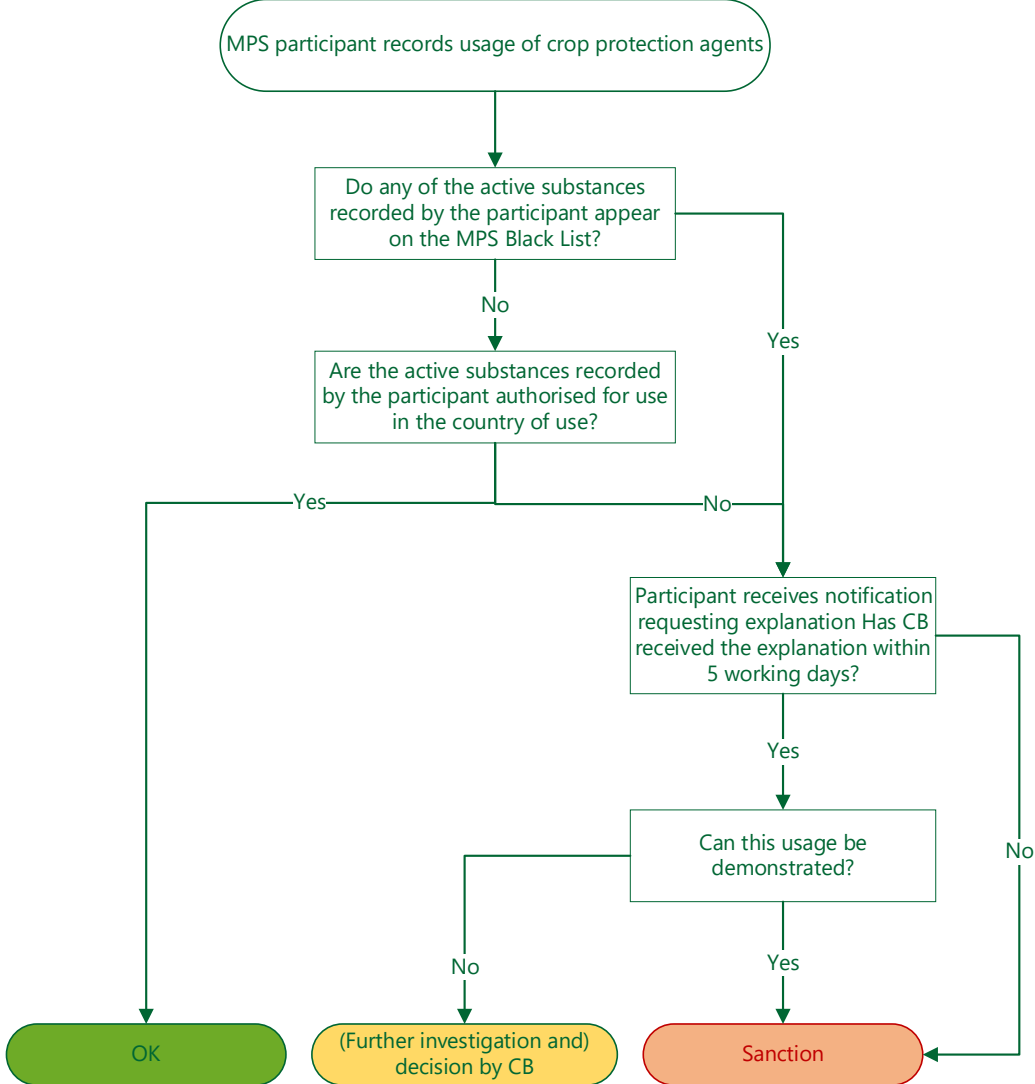 MPS participant records usage of crop protection agents
Do any of the active substances
recorded by the participant appear
on the MPS Black List?
No
Yes
Are the active substances recorded
by the participant authorised for use
in the country of use?
Yes
No
Participant receives notification
requesting explanation Has CB
received the explanation within
5 working days?
Yes
Can this usage be
demonstrated?
No
No
Yes
OK
(Further investigation and)
decision by CB
Sanction